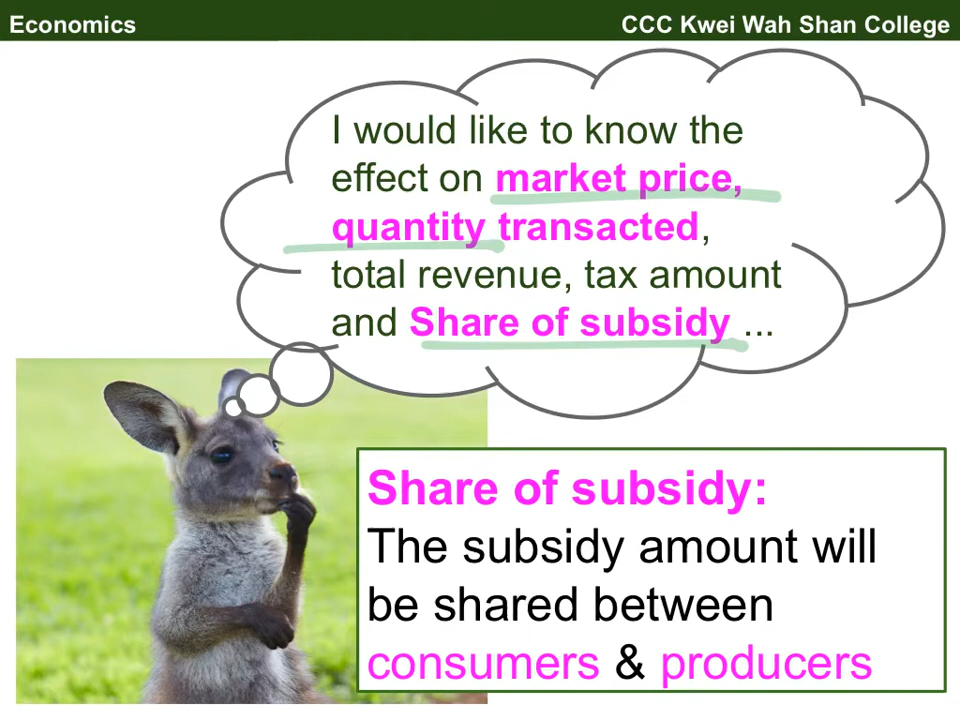 Economics
CCC Kwei Wah Shan College
I would like to know the
effect on market price,
quantity transacted,
total revenue, tax amount
and Share of subsidy ...
Share of subsidy:
The subsidy amount will
be shared between
consumers & producers